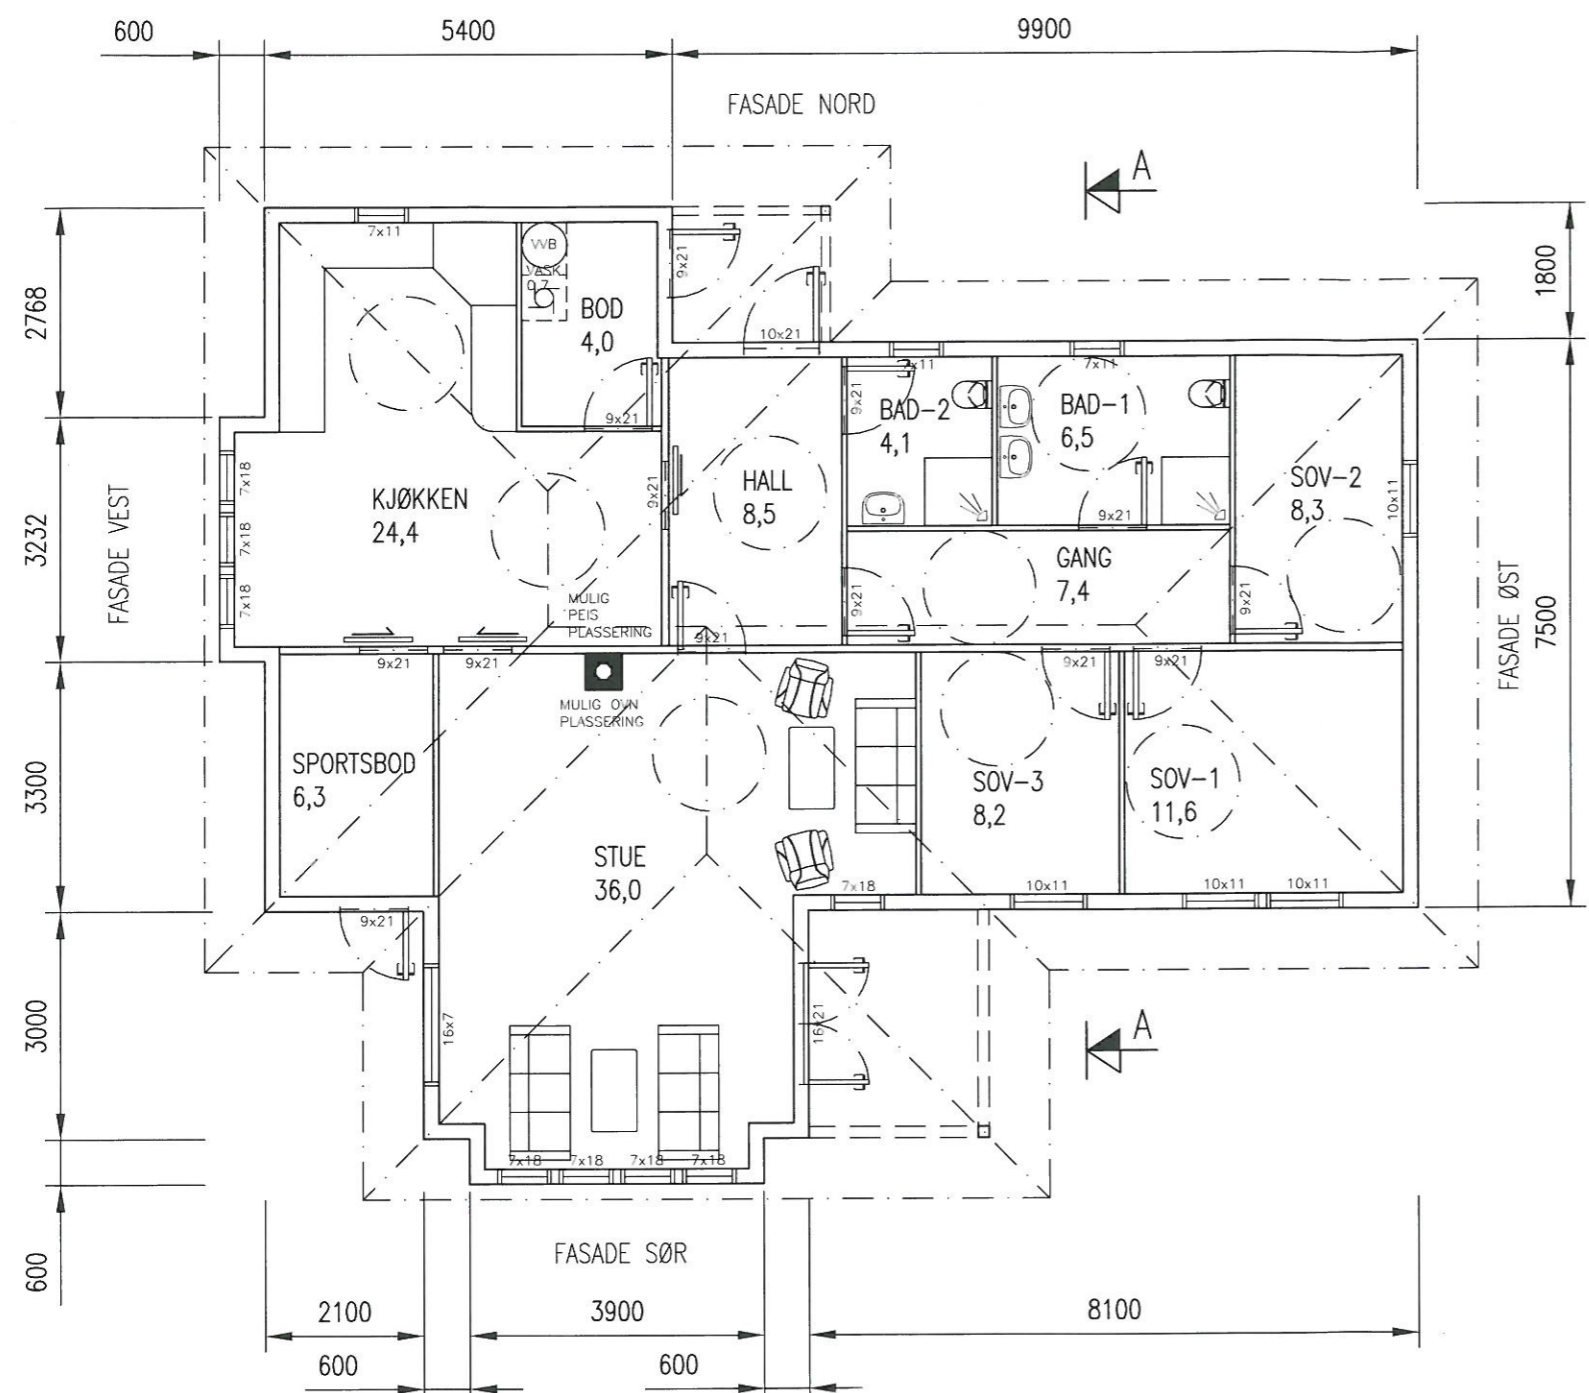 600
5400
9900
FASADE NORD
A
7x11
VVB
VASK
0,7
BOD
4,0
9x21
9x21
10x21
2768
1800
7x11
7x11
9x21
BAD-2
4,1
BAD-1
6,5
SOV-2
8,3
10x11
KJØKKEN
24,4
9x21
HALL
8,5
9x21
7x18
7x18
7x18
3232
FASADE VEST
GANG
7,4
9x21
9x21
FASADE ØST
7500
MULIG
PEIS
PLASSERING
9x21
9x21
9x21
9x21
9x21
MULIG OVN
PLASSERING
SPORTSBOD
6,3
3300
SOV-3
8,2
SOV-1
11,6
STUE
36,0
7x18
10x11
10x11
10x11
9x21
3000
16x7
16x21
A
7x18
7x18
7x18
7x18
600
FASADE SØR
2100
3900
8100
600
600